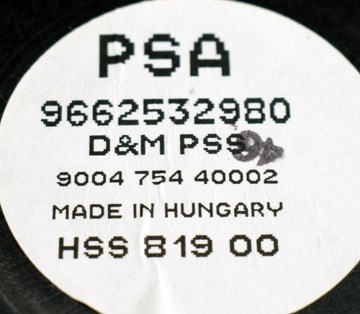 PSA
9662532980
D&M PSS
9004 754 40002
MADE IN HUNGARY
HSS 819 00